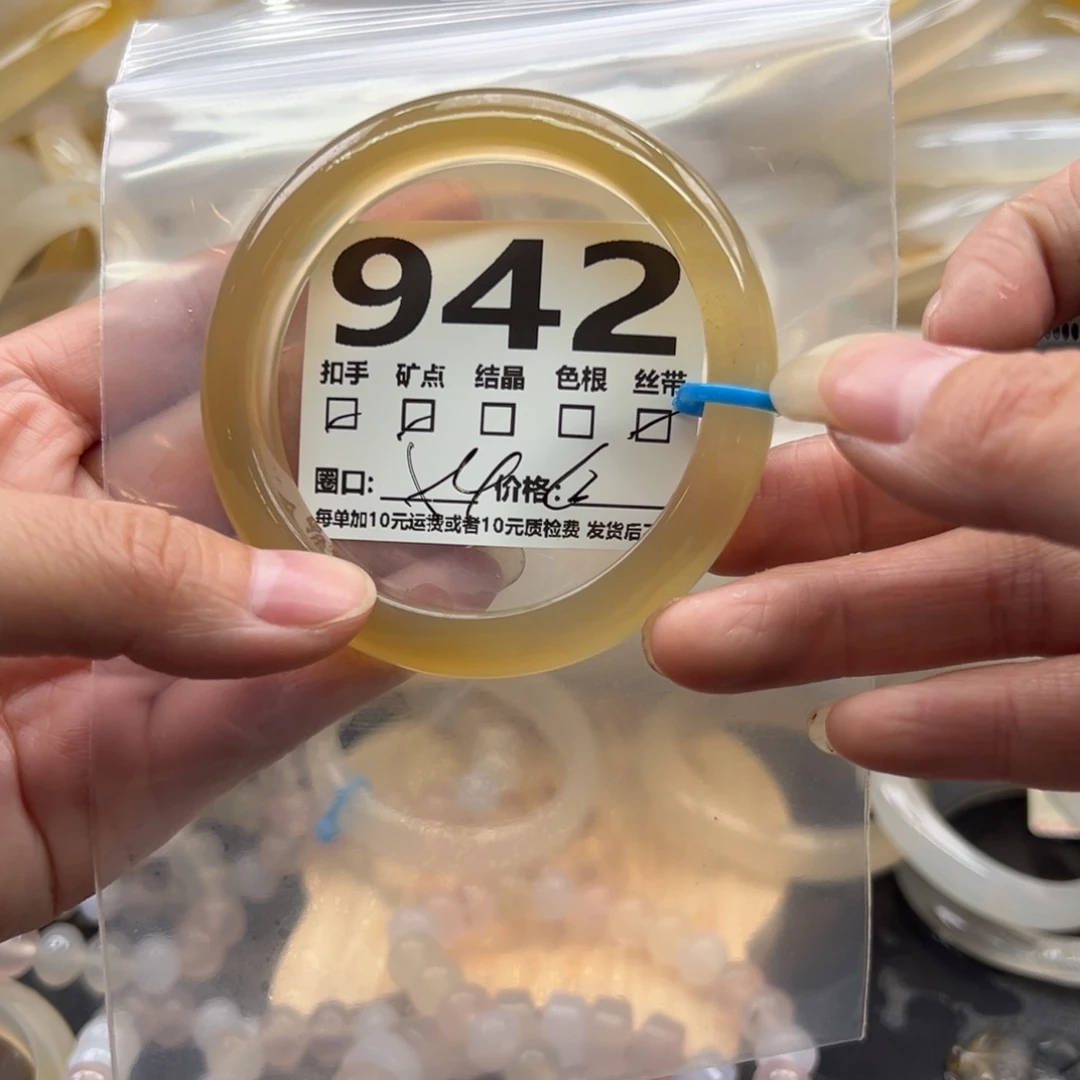 942
扣手 矿点 结晶 色根 丝带
圈口: 价格:
每单加10元运费或者10元质检费 发货后